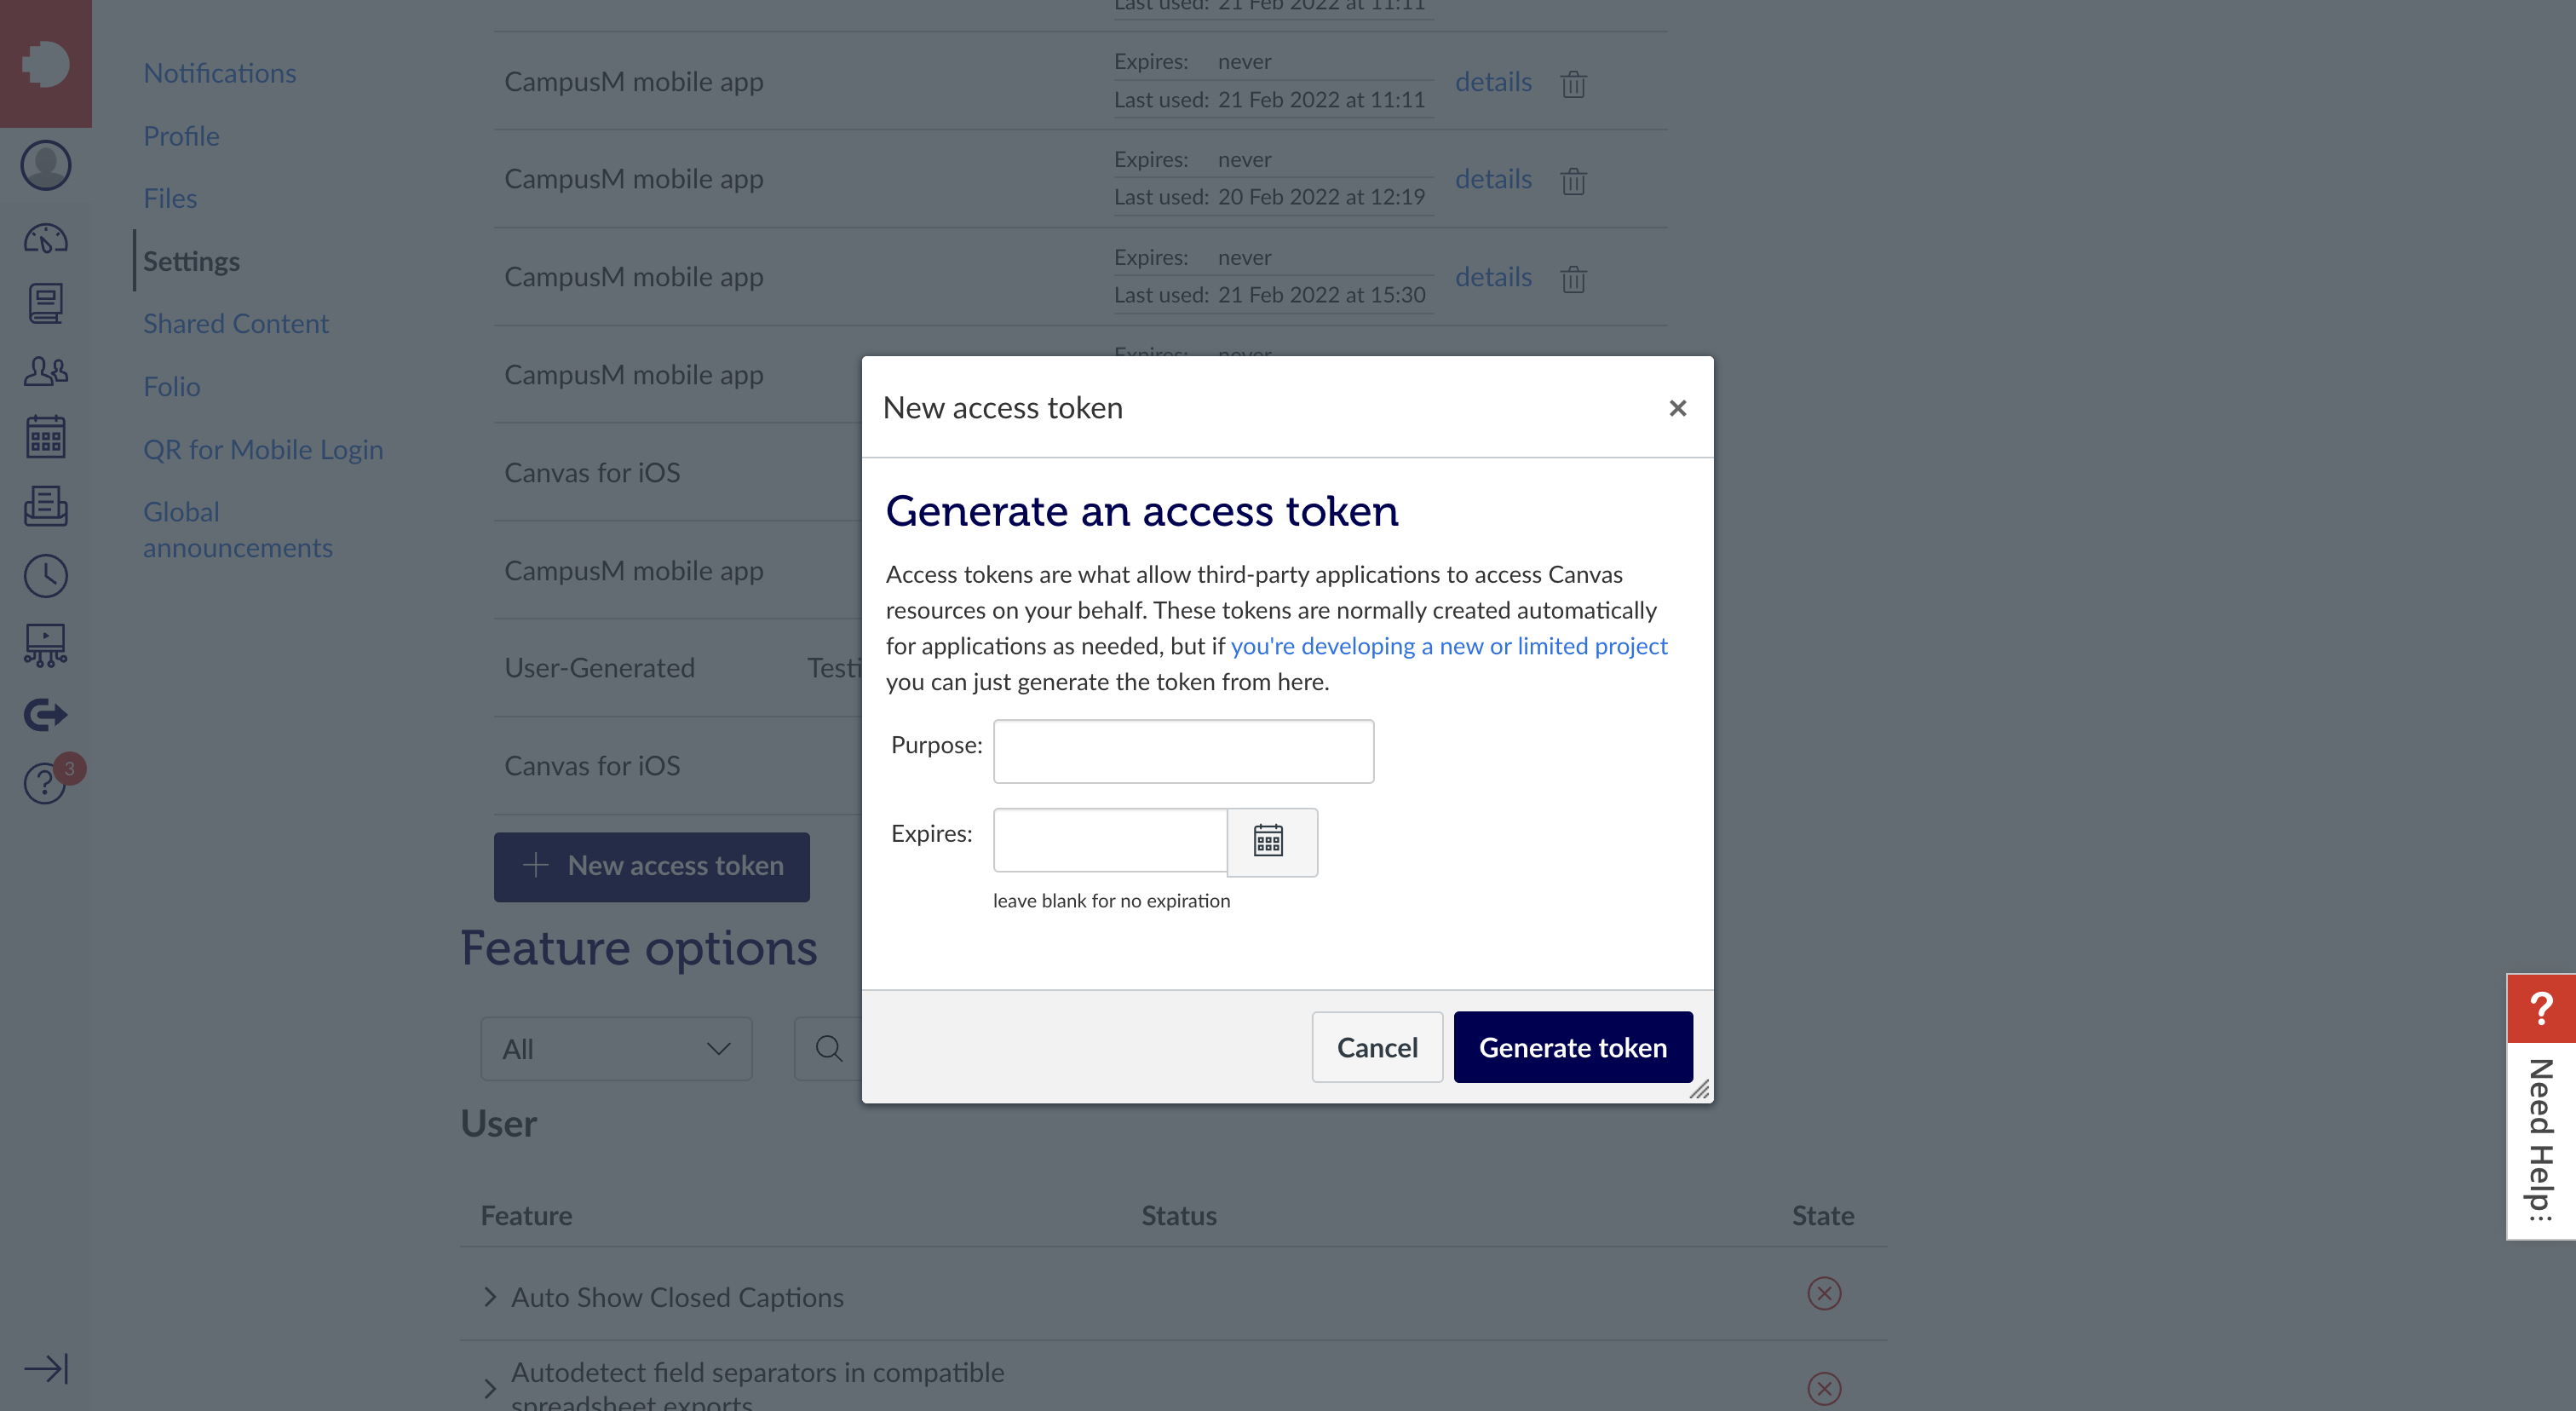 Last used: 21 Feb 2022 at 11:11
Notifications
Profile
Files
Settings
Shared Content
Folio
QR for Mobile Login
Global
announcements
3
CampusM mobile app
Expires: never
Last used: 21 Feb 2022 at 11:11
details
CampusM mobile app
Expires: never
Last used: 20 Feb 2022 at 12:19
details
CampusM mobile app
Expires: never
Last used: 21 Feb 2022 at 15:30
details
CampusM mobile app
Expires: never
Canvas for iOS
CampusM mobile app
User-Generated Testi
Canvas for iOS
New access token
Feature options
All
User
Feature Status State
Auto Show Closed Captions
Autodetect field separators in compatible
spreadsheet exports
New access token
×
Generate an access token
Access tokens are what allow third-party applications to access Canvas
resources on your behalf. These tokens are normally created automatically
for applications as needed, but if you're developing a new or limited project
you can just generate the token from here.
Purpose:
Expires:
leave blank for no expiration
Cancel
Generate token
?
Need Help::